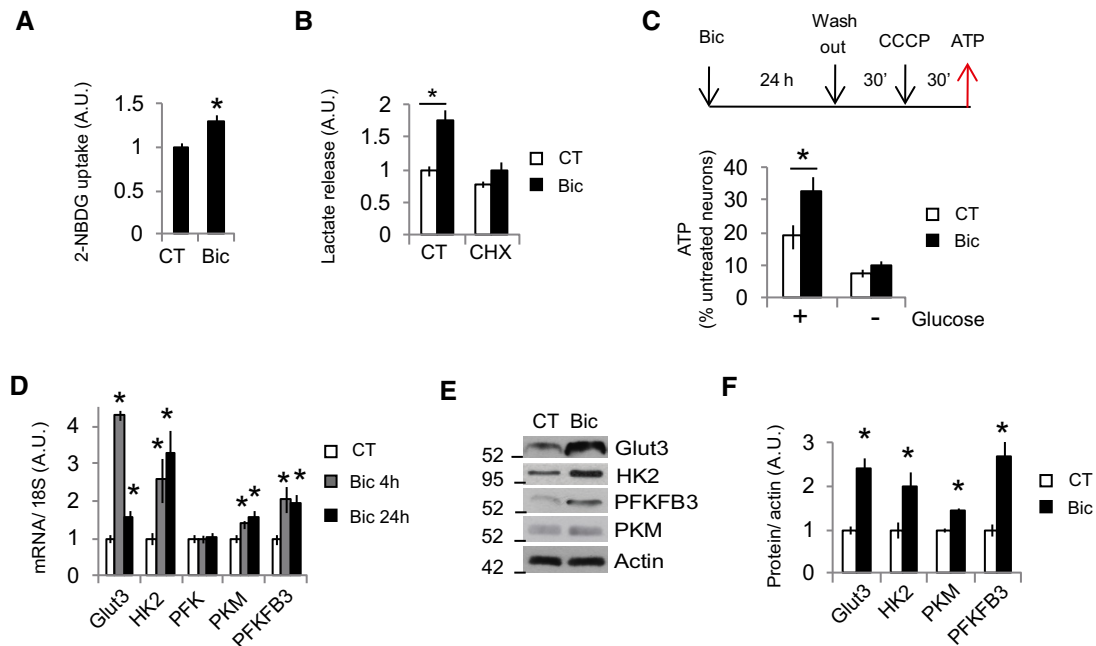 A
2-NBDG uptake (A.U.)
1.5
1
0.5
0
*
CT Bic
B
Lactate release (A.U.)
2
1.5
1
0.5
0
*
CT CHX
CT
Bic
C
Bic
Wash
out
CCCP
ATP
24 h
30’
30’
ATP
(% untreated neurons)
40
30
20
10
0
*
+ - Glucose
CT
Bic
D
mRNA/ 18S (A.U.)
4
3
2
1
0
*
*
*
*
*
*
*
*
Glut3
HK2
PFK
PKM
PFKFB3
CT
Bic 4h
Bic 24h
E
CT Bic
52 Glut3
95 HK2
52 PFKFB3
52 PKM
42 Actin
F
Protein/ actin (A.U.)
3
2
1
0
*
*
*
*
Glut3
HK2
PKM
PFKFB3
CT
Bic